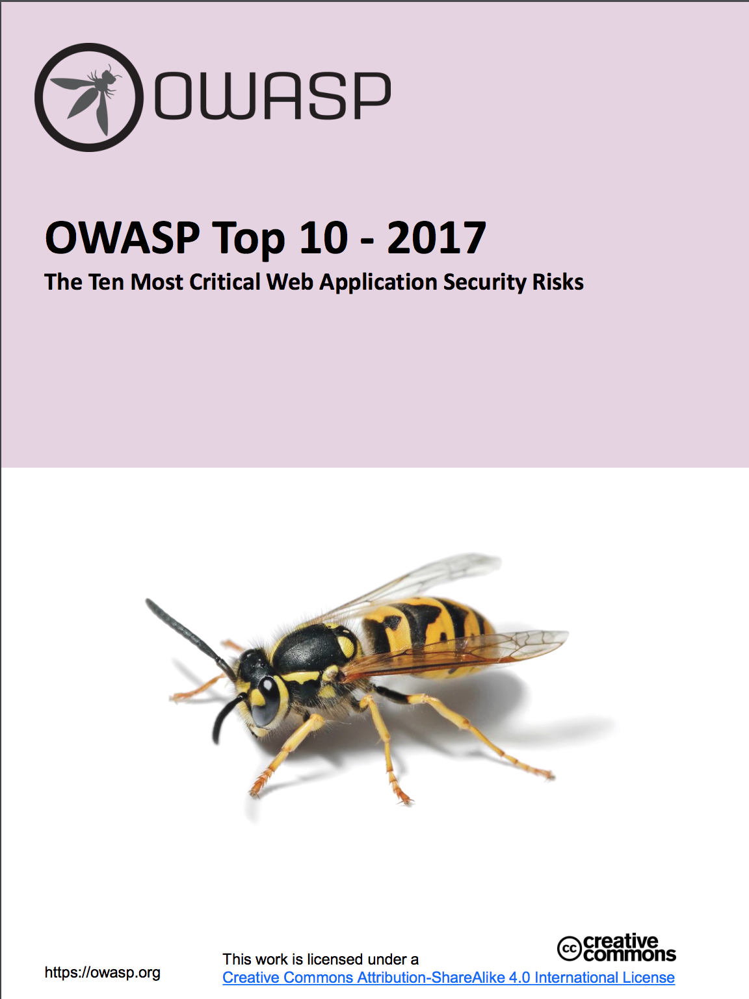 OWASP
OWASP Top 10 - 2017
The Ten Most Critical Web Application Security Risks
creative
cc commons
https://owasp.org
This work is licensed under a
Creative Commons Attribution-ShareAlike 4.0 International License